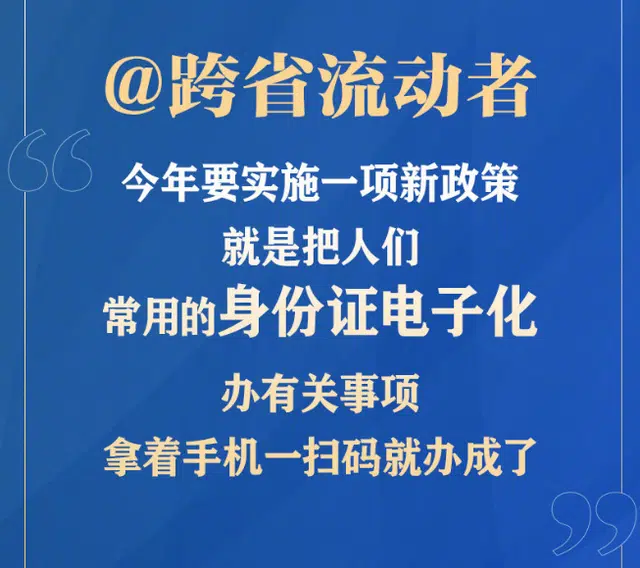 @跨省流动者
今年要实施一项新政策
就是把人们
常用的身份证电子化
办有关事项
拿着手机一扫码就办成了